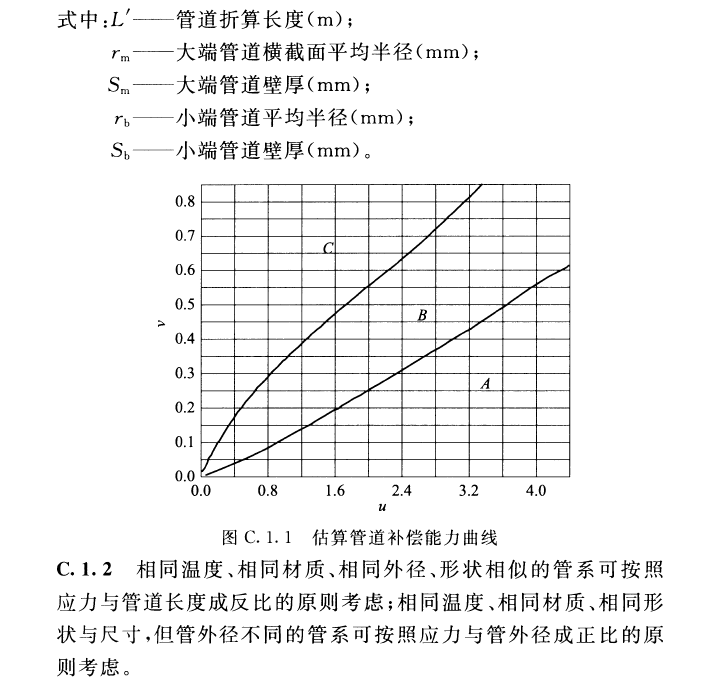 式中:L′——管道折算长度(m);
rm——大端管道横截面平均半径(mm);
Sm——大端管道壁厚(mm);
rb——小端管道平均半径(mm);
Sb——小端管道壁厚(mm)。
0.8
0.7
C
0.6
0.5
v
B
0.4
0.3
A
0.2
0.1
0.0
0.0 0.8 1.6 2.4 3.2 4.0
u
图 C.1.1 估算管道补偿能力曲线
C.1.2 相同温度、相同材质、相同外径、形状相似的管系可按照
应力与管道长度成反比的原则考虑;相同温度、相同材质、相同形
状与尺寸,但管外径不同的管系可按照应力与管外径成正比的原
则考虑。